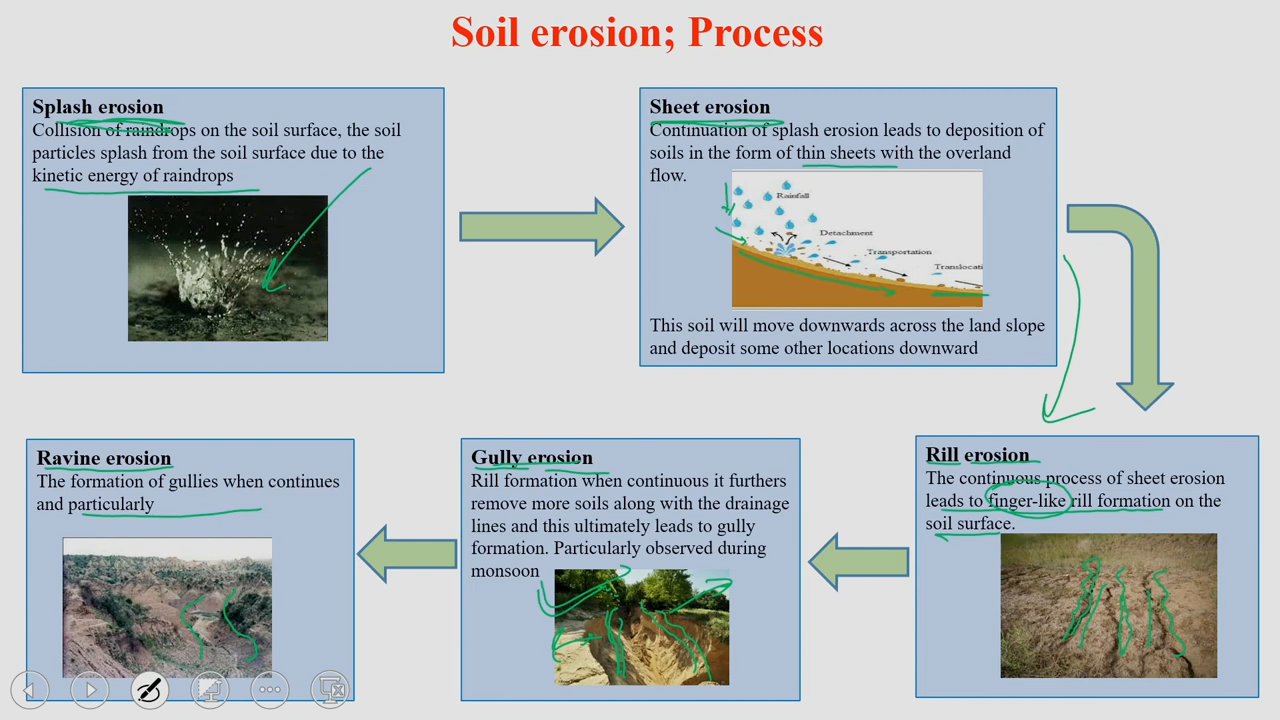 Soil erosion; Process
Splash erosion
Collision of raindrops on the soil surface, the soil
particles splash from the soil surface due to the
kinetic energy of raindrops
Sheet erosion
Continuation of splash erosion leads to deposition of
soils in the form of thin sheets with the overland
flow.
Rainfall
Detachment
Transportation
Translocati
This soil will move downwards across the land slope
and deposit some other locations downward
Rill erosion
The continuous process of sheet erosion
leads to finger-like rill formation on the
soil surface.
Gully erosion
Rill formation when continuous it furthers
remove more soils along with the drainage
lines and this ultimately leads to gully
formation. Particularly observed during
monsoon
Ravine erosion
The formation of gullies when continues
and particularly